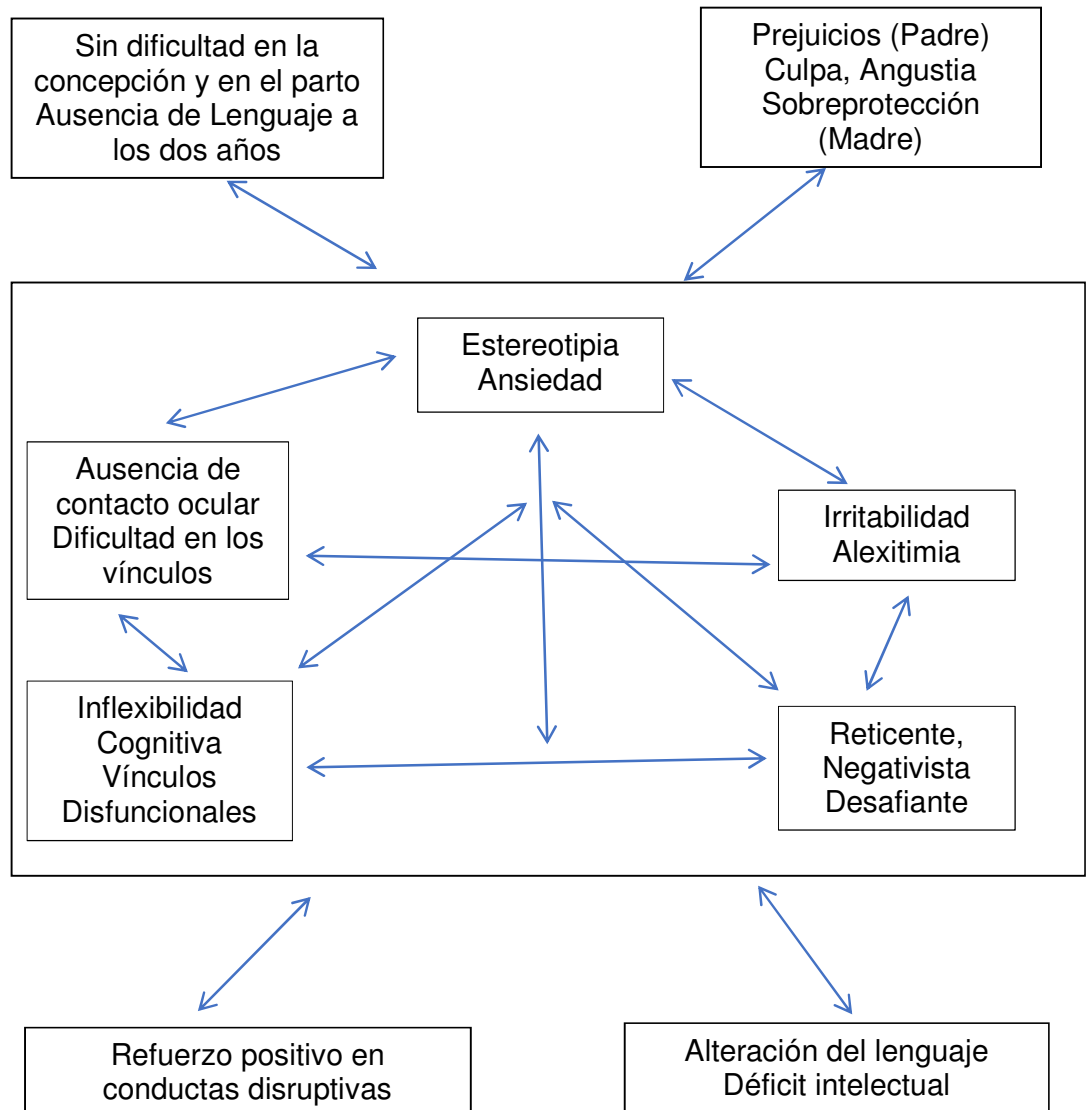 Sin dificultad en la
concepción y en el parto
Ausencia de Lenguaje a
los dos años
Prejuicios (Padre)
Culpa, Angustia
Sobreprotección
(Madre)
Estereotipia
Ansiedad
Ausencia de
contacto ocular
Dificultad en los
vínculos
Irritabilidad
Alexitimia
Inflexibilidad
Cognitiva
Vínculos
Disfuncionales
Reticente,
Negativista
Desafiante
Refuerzo positivo en
conductas disruptivas
Alteración del lenguaje
Déficit intelectual